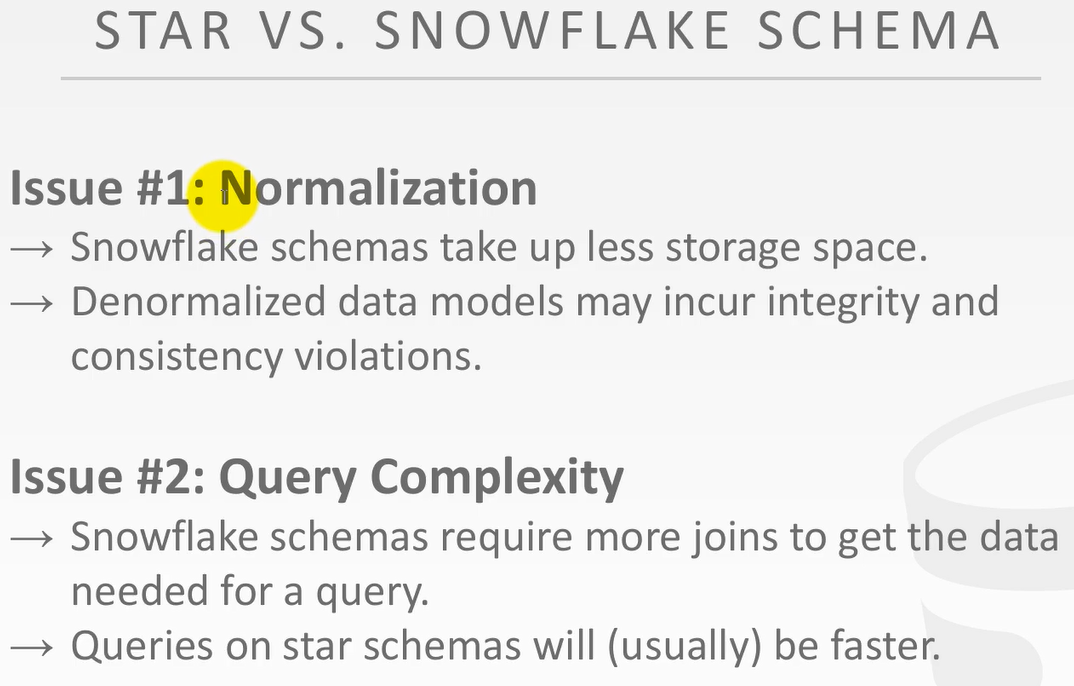 STAR VS. SNOWFLAKE SCHEMA
Issue #1: Normalization
→ Snowflake schemas take up less storage space.
→ Denormalized data models may incur integrity and
consistency violations.
Issue #2: Query Complexity
→ Snowflake schemas require more joins to get the data
needed for a query.
→ Queries on star schemas will (usually) be faster.